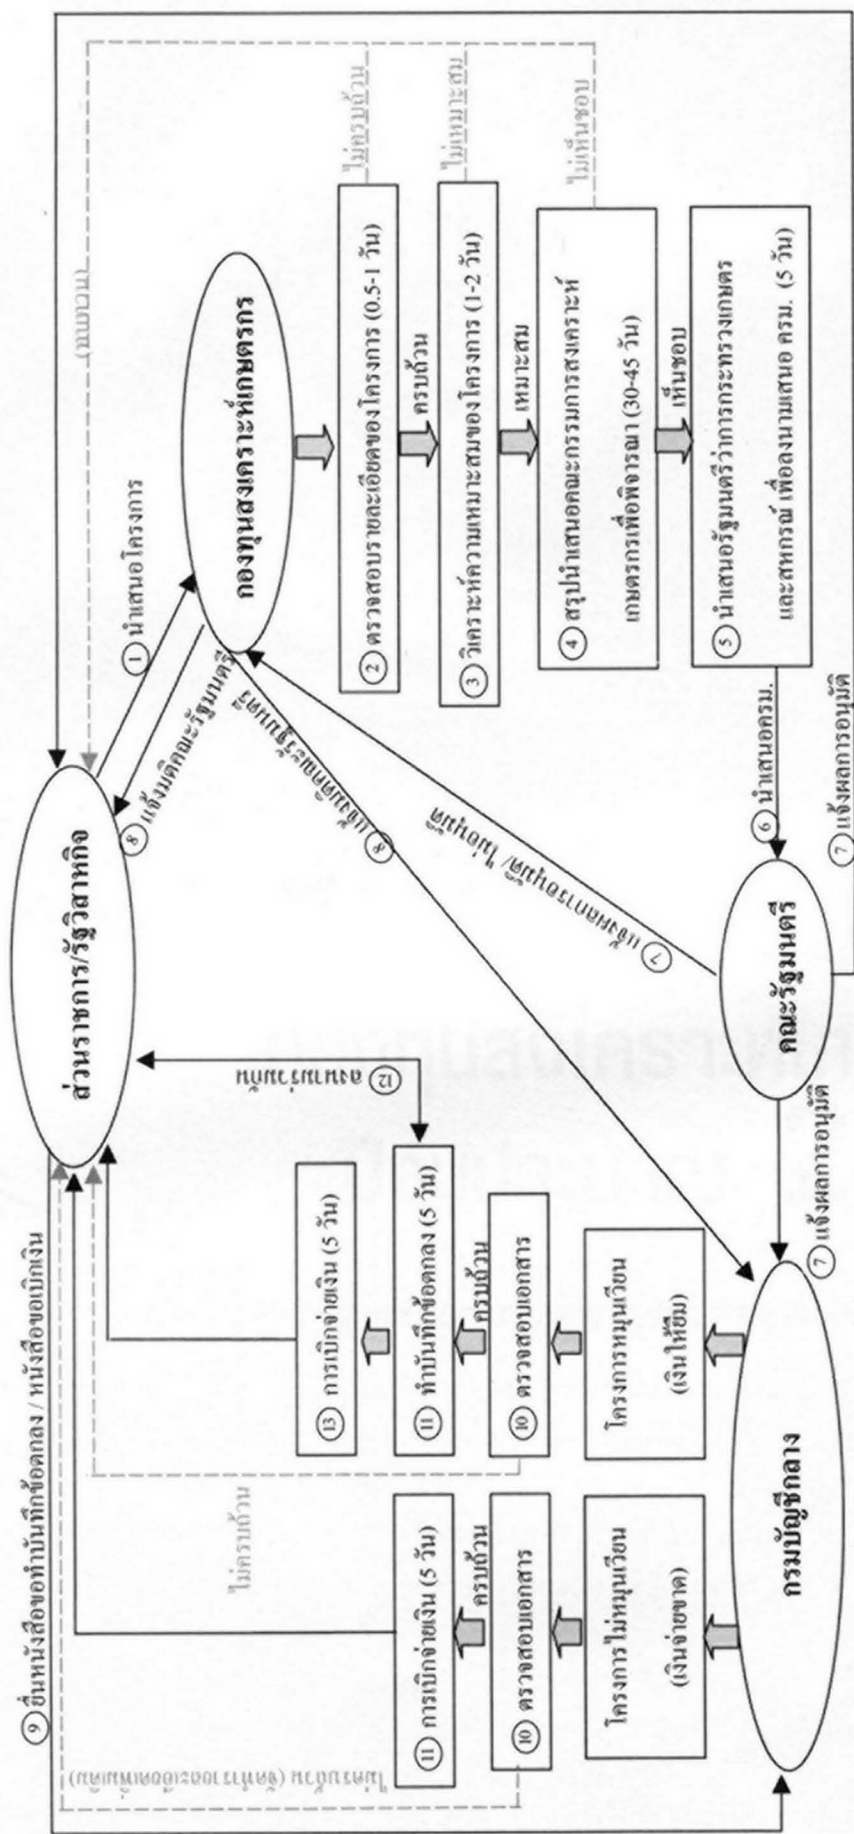 ส่วนราชการ/รัฐวิสาหกิจ
① นำเสนอโครงการ
(ทบทวน)
⑧ แจ้งมติคณะรัฐมนตรี
กองทุนสงเคราะห์เกษตรกร
② ตรวจสอบรายละเอียดของโครงการ (0.5-1 วัน)
ไม่ครบถ้วน
ครบถ้วน
③ วิเคราะห์ความเหมาะสมของโครงการ (1-2 วัน)
ไม่เหมาะสม
เหมาะสม
④ สรุปนำเสนอคณะกรรมการสงเคราะห์
เกษตรกรเพื่อพิจารณา (30-45 วัน)
ไม่เห็นชอบ
เห็นชอบ
⑤ นำเสนอรัฐมนตรีว่าการกระทรวงเกษตร
และสหกรณ์ เพื่อลงนามเสนอ ครม. (5 วัน)
⑥ นำเสนอครม.
คณะรัฐมนตรี
⑦ แจ้งผลการอนุมัติ
⑦ แจ้งผลการอนุมัติ/ ไม่อนุมัติ
⑧ แจ้งมติคณะรัฐมนตรี
⑦ แจ้งผลการอนุมัติ
กรมบัญชีกลาง
⑨ ยื่นหนังสือขอทำบันทึกข้อตกลง / หนังสือขอเบิกเงิน
โครงการหมุนเวียน
(เงินให้ยืม)
⑩ ตรวจสอบเอกสาร
ครบถ้วน
⑪ ทำบันทึกข้อตกลง (5 วัน)
⑫ ลงนามร่วมกัน
⑬ การเบิกจ่ายเงิน (5 วัน)
ไม่ครบถ้วน
โครงการไม่หมุนเวียน
(เงินจ่ายขาด)
⑩ ตรวจสอบเอกสาร
ครบถ้วน
⑪ การเบิกจ่ายเงิน (5 วัน)
ไม่ครบถ้วน (จัดทำรายละเอียดเพิ่มเติม)